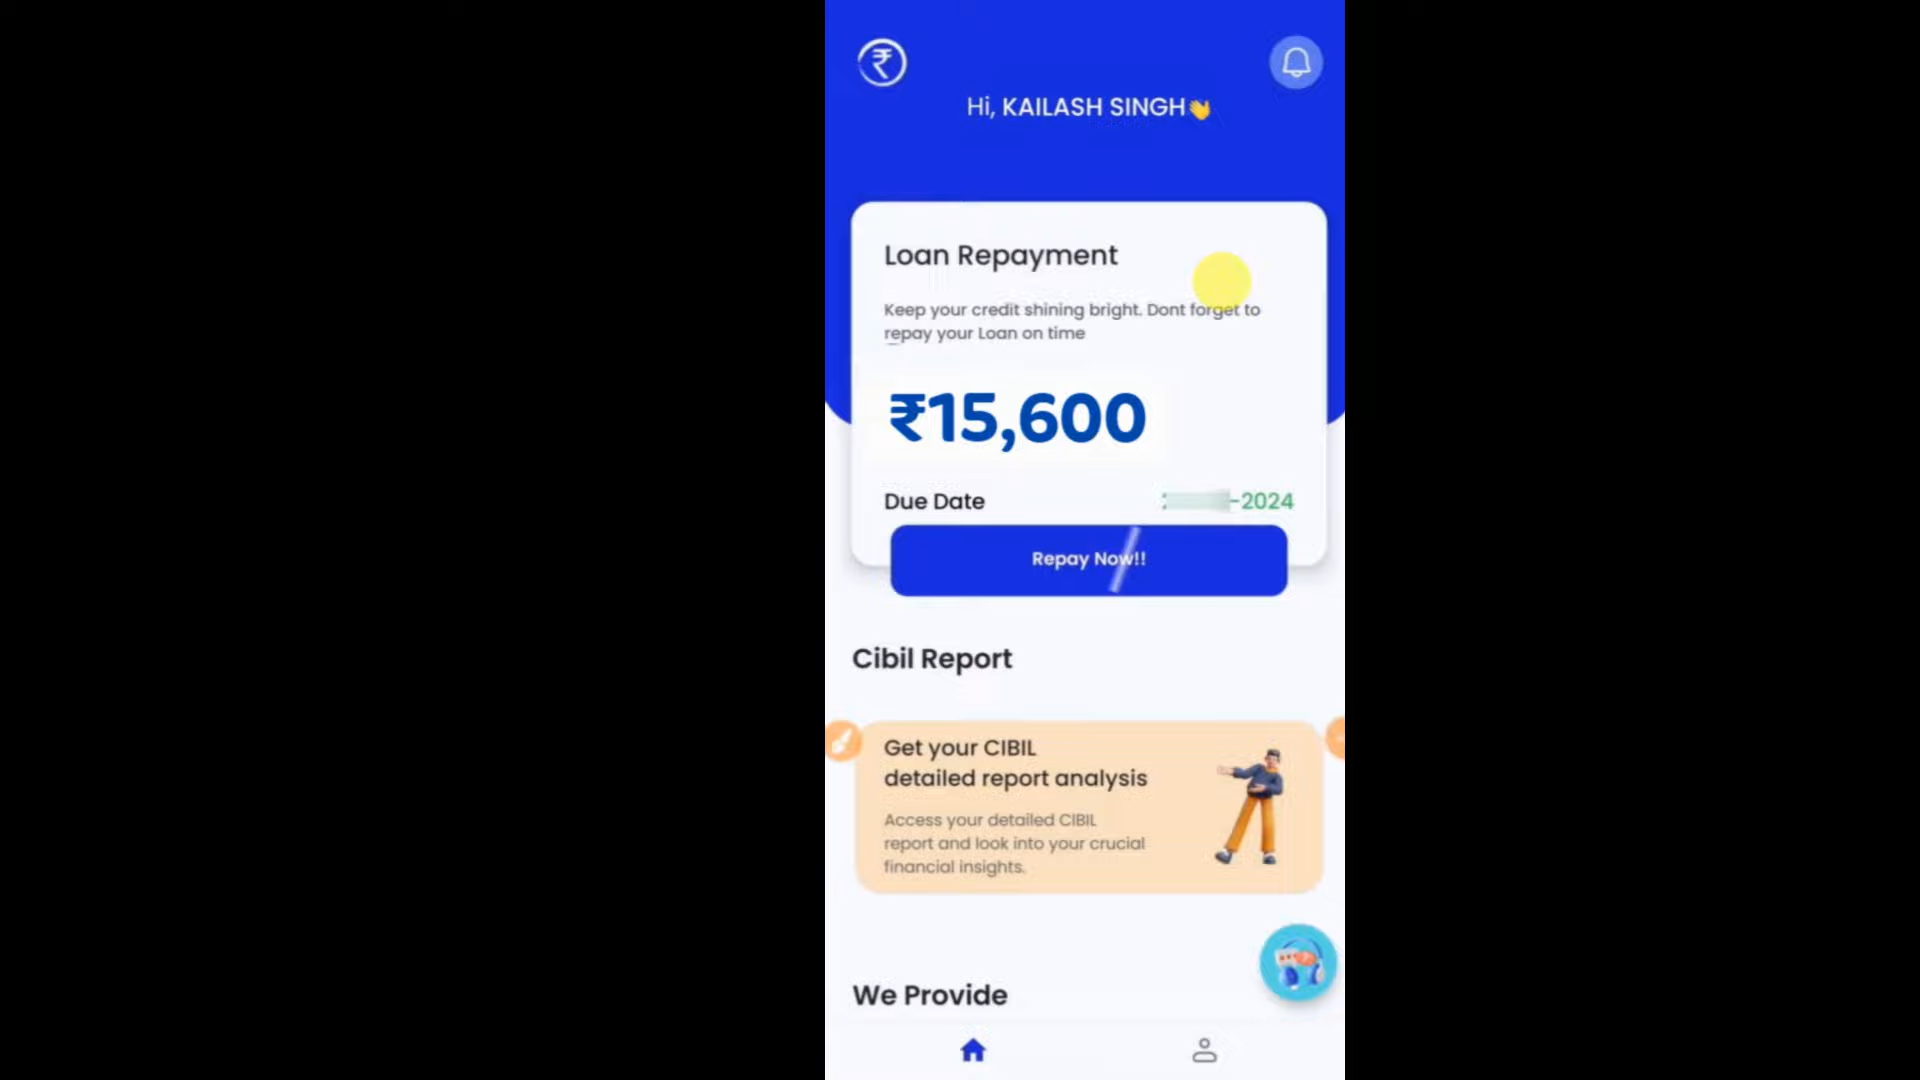 Hi, KAILASH SINGH👋
Loan Repayment
Keep your credit shining bright. Dont forget to
repay your Loan on time
₹15,600
Due Date
-2024
Repay Now!!
Cibil Report
Get your CIBIL
detailed report analysis
Access your detailed CIBIL
report and look into your crucial
financial insights.
We Provide